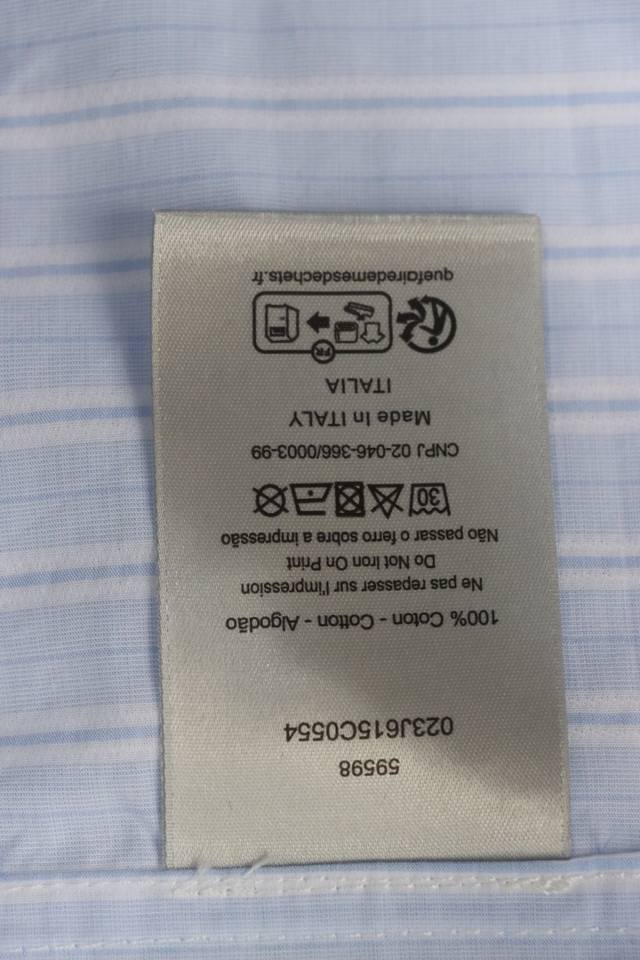 59598
023J615C0554
100% Coton - Cotton - Algodão
Ne pas repasser sur l'impression
Do Not Iron On Print
Não passar o ferro sobre a impressão
30
CNPJ 02-046-366/0003-99
Made In ITALY
ITALIA
FR
quefairedemesdechets.fr